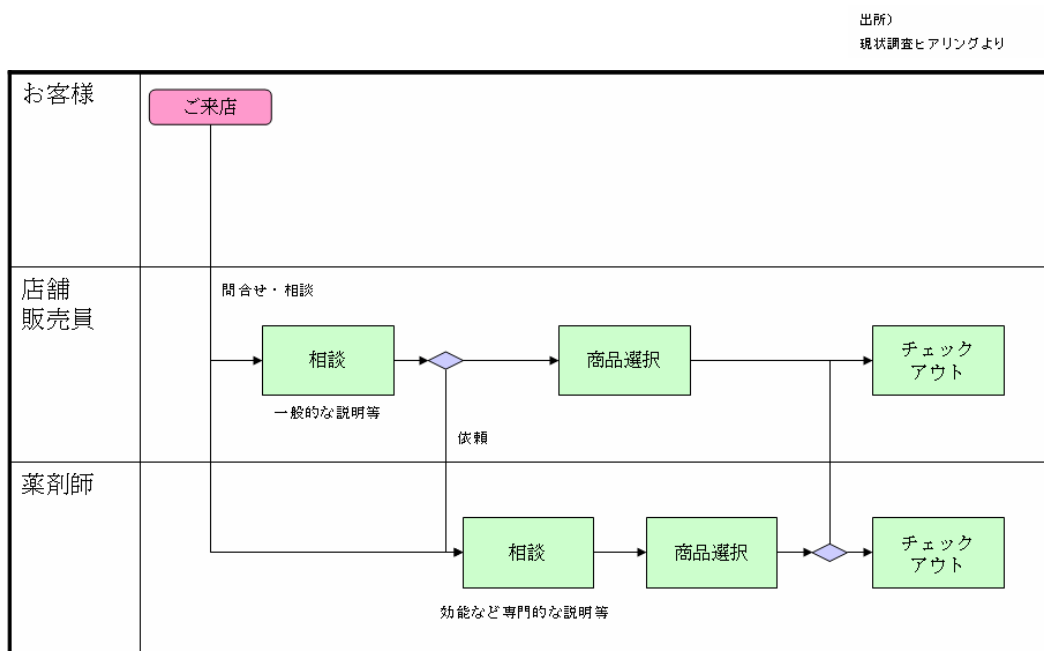 出所）
現状調査ヒアリングより
お客様
ご来店
店舗
販売員
問合せ・相談
相談
商品選択
チェック
アウト
一般的な説明等
依頼
薬剤師
相談
商品選択
チェック
アウト
効能など専門的な説明等